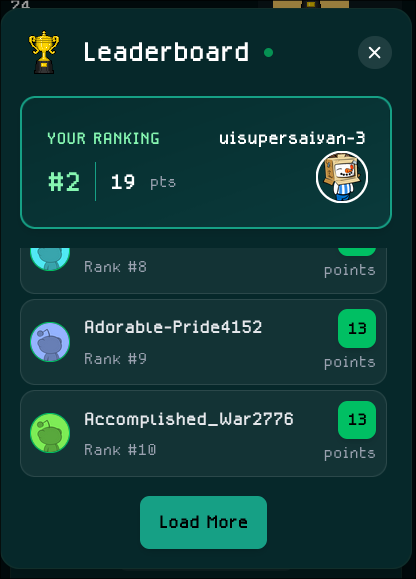 24
Leaderboard
YOUR RANKING
uisupersaiyan-3
#2
19 pts
Rank #8
points
Adorable-Pride4152
13
Rank #9
points
Accomplished_War2776
13
Rank #10
points
Load More